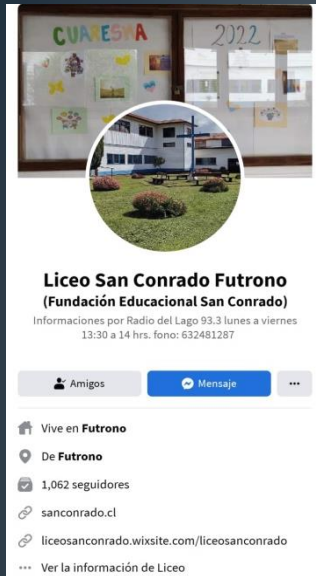 CUARESMA 2022
Liceo San Conrado Futrono
(Fundación Educacional San Conrado)
Informaciones por Radio del Lago 93.3 lunes a viernes
13:30 a 14 hrs. fono: 632481287
Amigos
Mensaje
Vive en Futrono
De Futrono
1,062 seguidores
sanconrado.cl
liceosanconrado.wixsite.com/liceosanconrado
Ver la información de Liceo